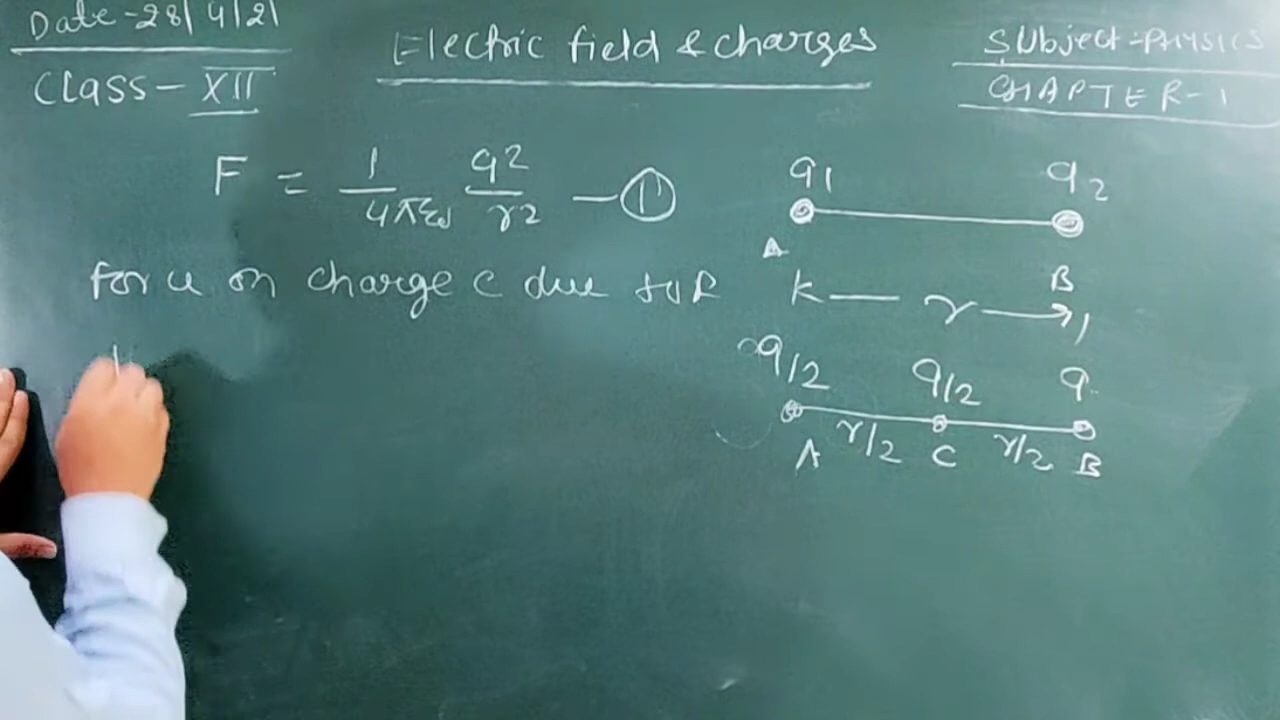 Date -28/4/21
Class - XII
Electric field & charges
Subject :- PHYSICS
CHAPTER-1
F = 1/4πε₀ q2/r2 — (1)
q1 q2
A B
k — r →
force on charge C due to
q/2 q/2 q
r/2 r/2
A C B